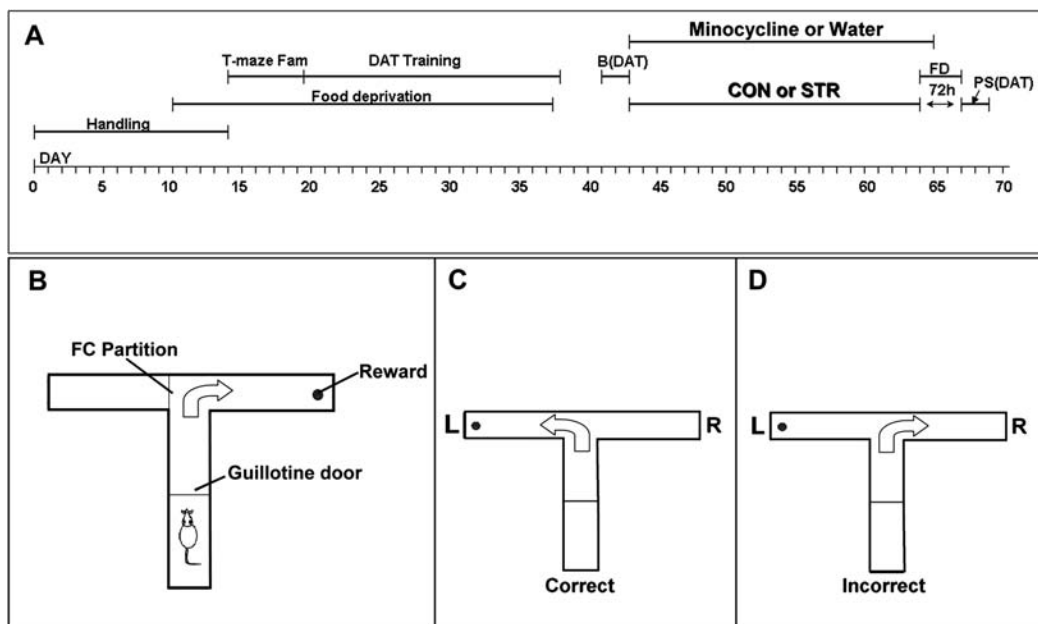 A
Minocycline or Water
T-maze Fam DAT Training B(DAT) FD
Food deprivation CON or STR 72h PS(DAT)
Handling
DAY
0 5 10 15 20 25 30 35 40 45 50 55 60 65 70
B
FC Partition
Reward
Guillotine door
C
L R
Correct
D
L R
Incorrect